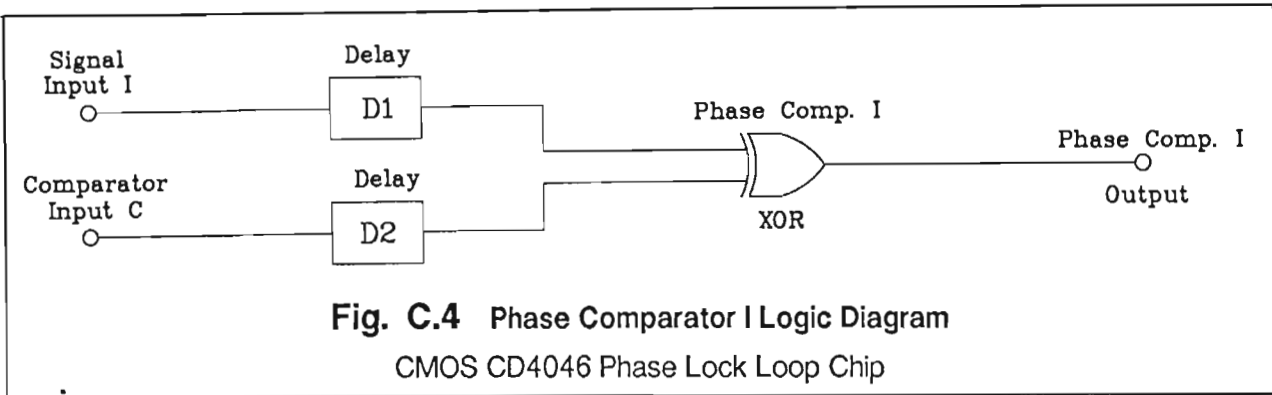 Signal
Input I
Delay
D1
Phase Comp. I
Phase Comp. I
Output
XOR
Comparator
Input C
Delay
D2
Fig. C.4 Phase Comparator I Logic Diagram
CMOS CD4046 Phase Lock Loop Chip